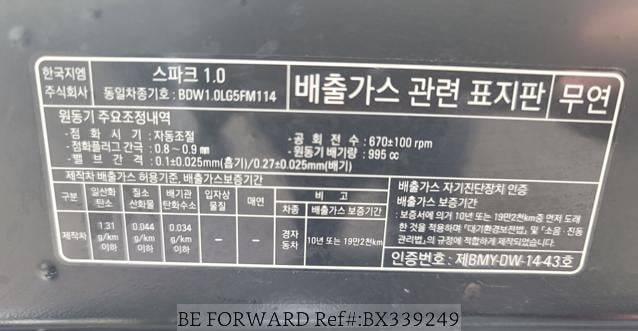 한국지엠 주식회사
스파크 1.0
동일차종기호 : BDW1.0LG5FM114
배출가스 관련 표지판
무연
원동기 주요조정내역
- 점 화 시 기 : 자동조절
- 점화플러그 간극 : 0.8 ~ 0.9 ㎜
- 밸 브 간 격 : 0.1±0.025mm(흡기)/0.27±0.025mm(배기)
- 공 회 전 수 : 670±100 rpm
- 원동기 배기량 : 995 cc
제작차 배출가스 허용기준, 배출가스보증기간
구분 일산화탄소 질소산화물 배기관탄화수소 입자상물질 매연 비 고
차종 배출가스 보증기간
제작차 1.31 g/km 이하 0.044 g/km 이하 0.034 g/km 이하 – – 경자동차 10년 또는 19만2천km
배출가스 자기진단장치 인증
배출가스 보증기간
: 보증서에 의거 10년 또는 19만2천km중 먼저 도래
한 것을 적용하며 「대기환경보전법」 및 「소음 · 진동
관리법」의 규정에 적합하게 제작되었습니다.
인증번호 : 제BMY-DW-14-43호
BE FORWARD Ref#:BX339249